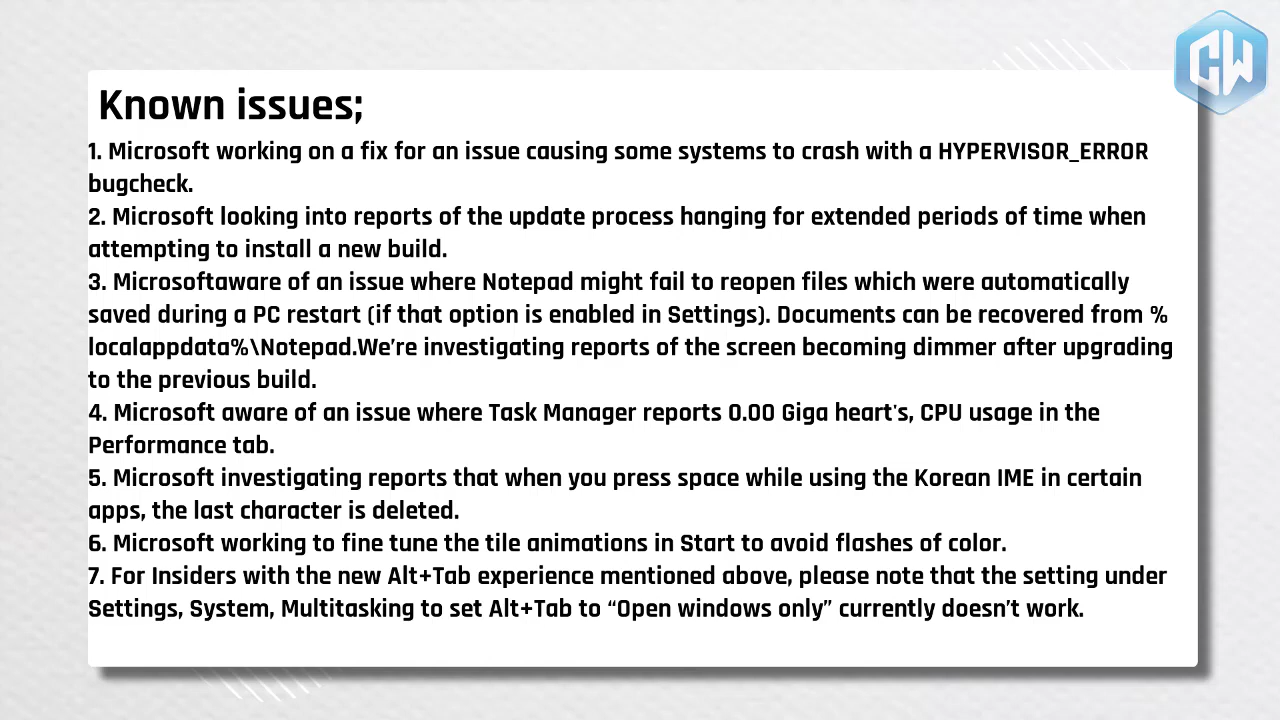 CW
Known issues;
1. Microsoft working on a fix for an issue causing some systems to crash with a HYPERVISOR_ERROR
bugcheck.
2. Microsoft looking into reports of the update process hanging for extended periods of time when
attempting to install a new build.
3. Microsoftaware of an issue where Notepad might fail to reopen files which were automatically
saved during a PC restart (if that option is enabled in Settings). Documents can be recovered from %
localappdata%\Notepad.We’re investigating reports of the screen becoming dimmer after upgrading
to the previous build.
4. Microsoft aware of an issue where Task Manager reports 0.00 Giga heart's, CPU usage in the
Performance tab.
5. Microsoft investigating reports that when you press space while using the Korean IME in certain
apps, the last character is deleted.
6. Microsoft working to fine tune the tile animations in Start to avoid flashes of color.
7. For Insiders with the new Alt+Tab experience mentioned above, please note that the setting under
Settings, System, Multitasking to set Alt+Tab to “Open windows only” currently doesn’t work.